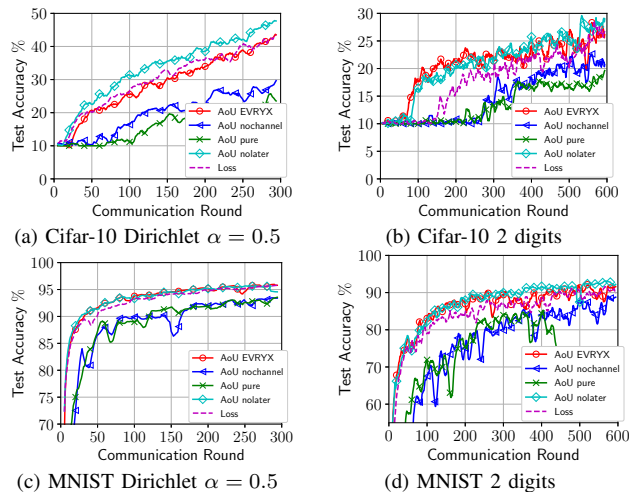 50
40
30
20
10
0 50 100 150 200 250 300
Test Accuracy %
Communication Round
AoU EVRYX
AoU nochannel
AoU pure
AoU nolater
Loss
(a) Cifar-10 Dirichlet α = 0.5
30
25
20
15
10
5
0 100 200 300 400 500 600
Test Accuracy %
Communication Round
AoU EVRYX
AoU nochannel
AoU pure
AoU nolater
Loss
(b) Cifar-10 2 digits
100
95
90
85
80
75
70
0 50 100 150 200 250 300
Test Accuracy %
Communication Round
AoU EVRYX
AoU nochannel
AoU pure
AoU nolater
Loss
(c) MNIST Dirichlet α = 0.5
100
90
80
70
60
0 100 200 300 400 500 600
Test Accuracy %
Communication Round
AoU EVRYX
AoU nochannel
AoU pure
AoU nolater
Loss
(d) MNIST 2 digits